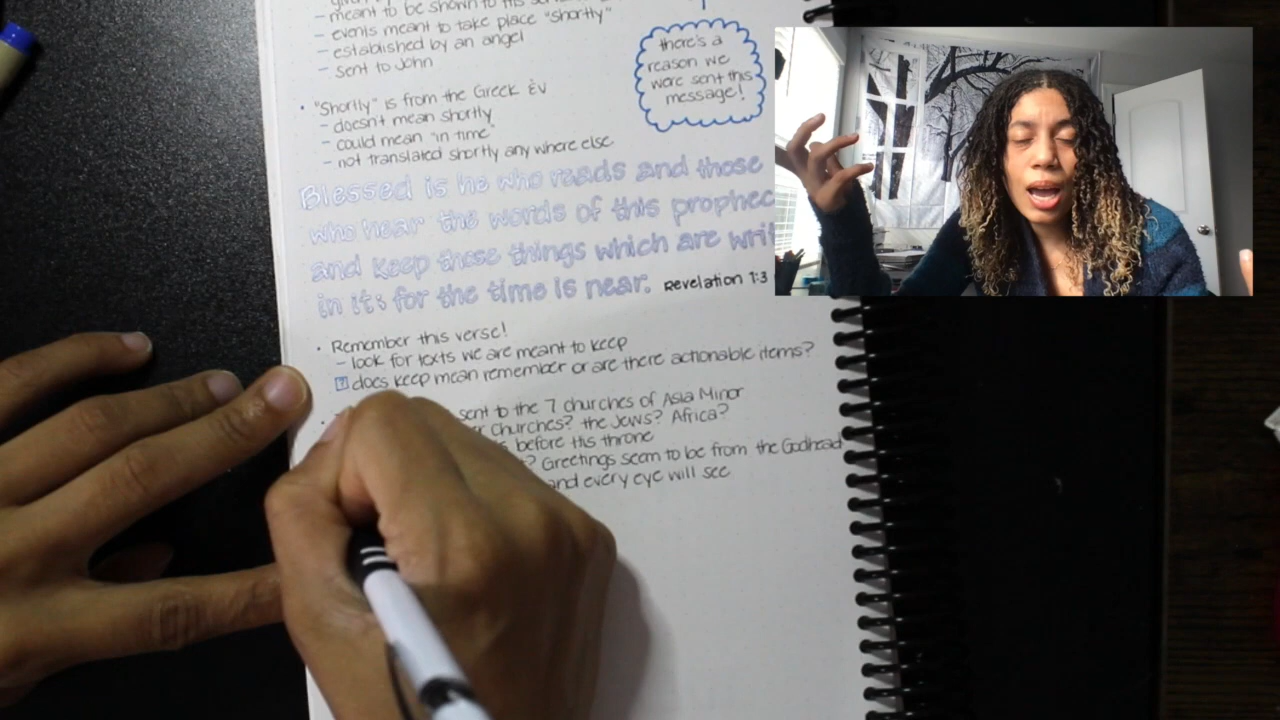 - meant to be shown to His
- events meant to take place "shortly"
- established by an angel
- sent to John
there's a
reason we
were sent this
message!
• "Shortly" is from the Greek ἐν
- doesn't mean shortly
- could mean "in time"
- not translated shortly any where else
Blessed is he who reads and those
who hear the words of this prophec
and keep those things which are writ
in it; for the time is near. Revelation 1:3
• Remember this verse!
- look for texts we are meant to keep
does keep mean remember or are there actionable items?
sent to the 7 churches of Asia Minor
churches? the Jews? Africa?
before His throne
? Greetings seem to be from the Godhead
and every eye will see